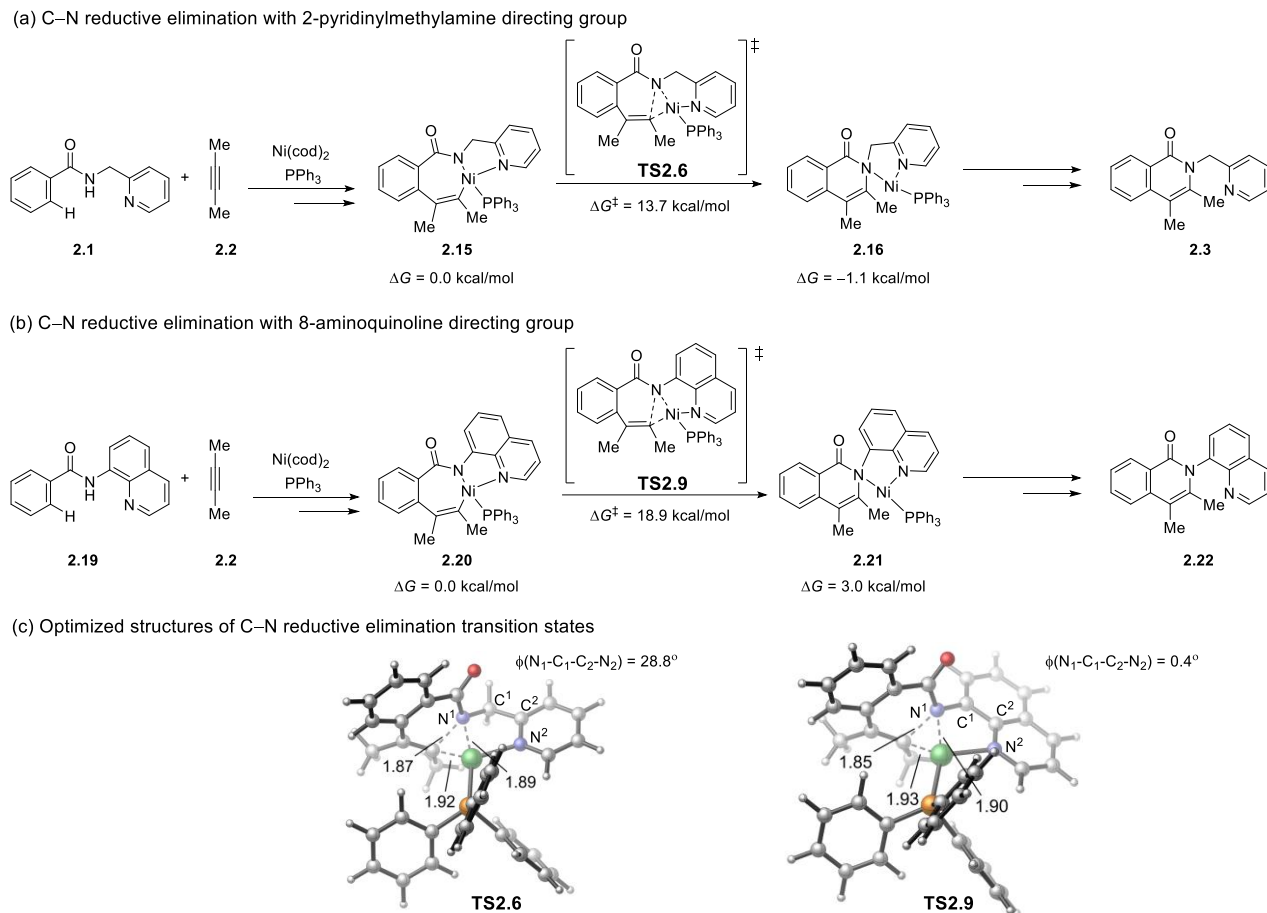 (a) C–N reductive elimination with 2-pyridinylmethylamine directing group
O
N
H
N
H
2.1
+
Me
Me
2.2
Ni(cod)₂
PPh₃
O
N
N
Ni
PPh₃
Me
Me
2.15
ΔG = 0.0 kcal/mol
O
N
Ni
N
PPh₃
Me
Me
‡
TS2.6
ΔG‡ = 13.7 kcal/mol
O
N
N
Ni
PPh₃
Me
Me
2.16
ΔG = –1.1 kcal/mol
O
N
N
Me
Me
2.3
(b) C–N reductive elimination with 8-aminoquinoline directing group
O
N
H
N
H
2.19
+
Me
Me
2.2
Ni(cod)₂
PPh₃
O
N
N
Ni
PPh₃
Me
Me
2.20
ΔG = 0.0 kcal/mol
O
N
Ni
N
PPh₃
Me
Me
‡
TS2.9
ΔG‡ = 18.9 kcal/mol
O
N
N
Ni
PPh₃
Me
Me
2.21
ΔG = 3.0 kcal/mol
O
N
N
Me
Me
2.22
(c) Optimized structures of C–N reductive elimination transition states
ϕ(N₁-C₁-C₂-N₂) = 28.8°
N¹
C¹
C²
N²
1.87
1.92
1.89
TS2.6
ϕ(N₁-C₁-C₂-N₂) = 0.4°
N¹
C¹
C²
N²
1.85
1.93
1.90
TS2.9